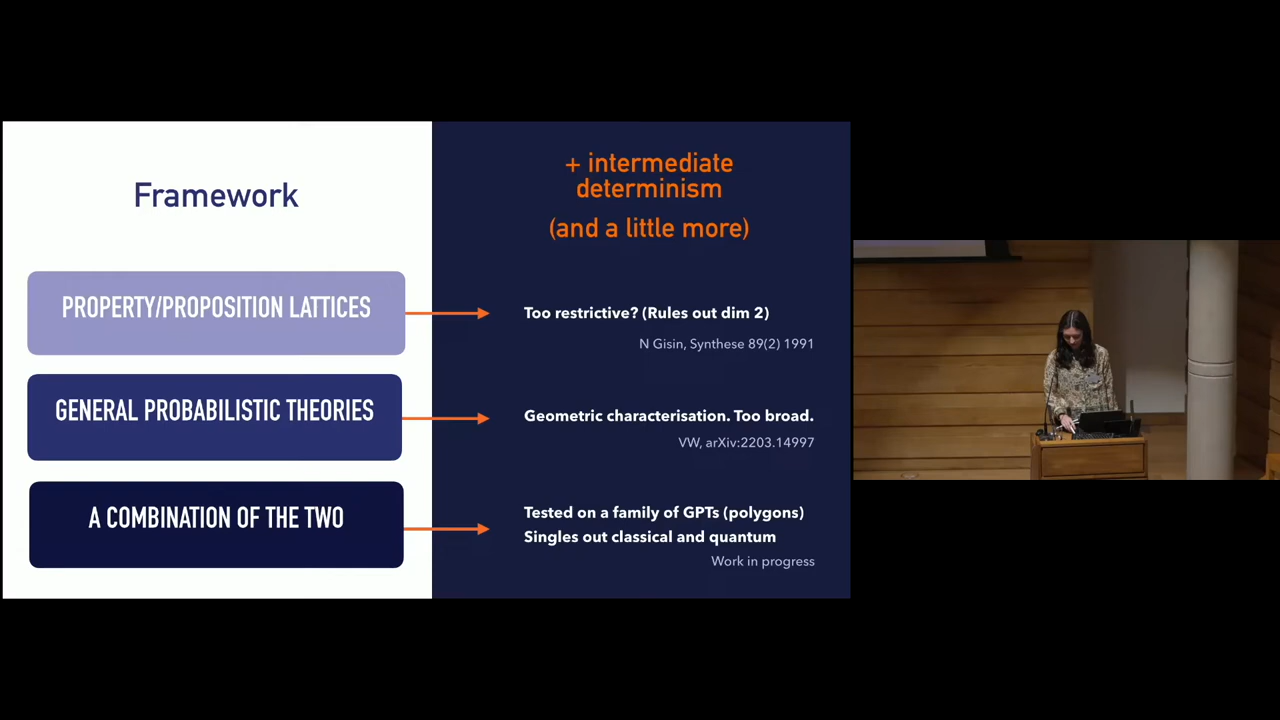 Framework
+ intermediate
determinism
(and a little more)
PROPERTY/PROPOSITION LATTICES
Too restrictive? (Rules out dim 2)
N Gisin, Synthese 89(2) 1991
GENERAL PROBABILISTIC THEORIES
Geometric characterisation. Too broad.
VW, arXiv:2203.14997
A COMBINATION OF THE TWO
Tested on a family of GPTs (polygons)
Singles out classical and quantum
Work in progress